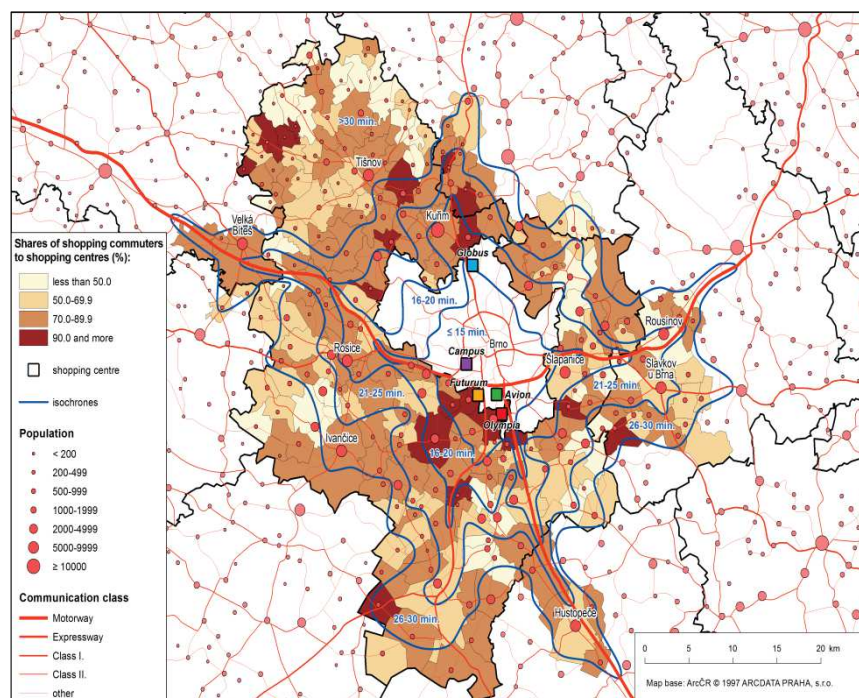 >30 min.
Tišnov
Kuřim
Velká
Bíteš
Globus
Shares of shopping commuters
to shopping centres (%):
less than 50.0
50.0-69.9
70.0-89.9
90.0 and more
shopping centre
isochrones
16-20 min.
≤ 15 min.
Brno
Rousínov
Rosice
Campus
Šlapanice
Slavkov
u Brna
21-25 min.
Futurum
Avion
21-25 min.
Olympia
26-30 min.
Population
< 200
200-499
500-999
1000-1999
2000-4999
5000-9999
≥ 10000
Ivančice
16-20 min.
26-30 min.
Hustopeče
Communication class
Motorway
Expressway
Class I.
Class II.
other
0 5 10 20 km
Map base: ArcČR © 1997 ARCDATA PRAHA, s.r.o.